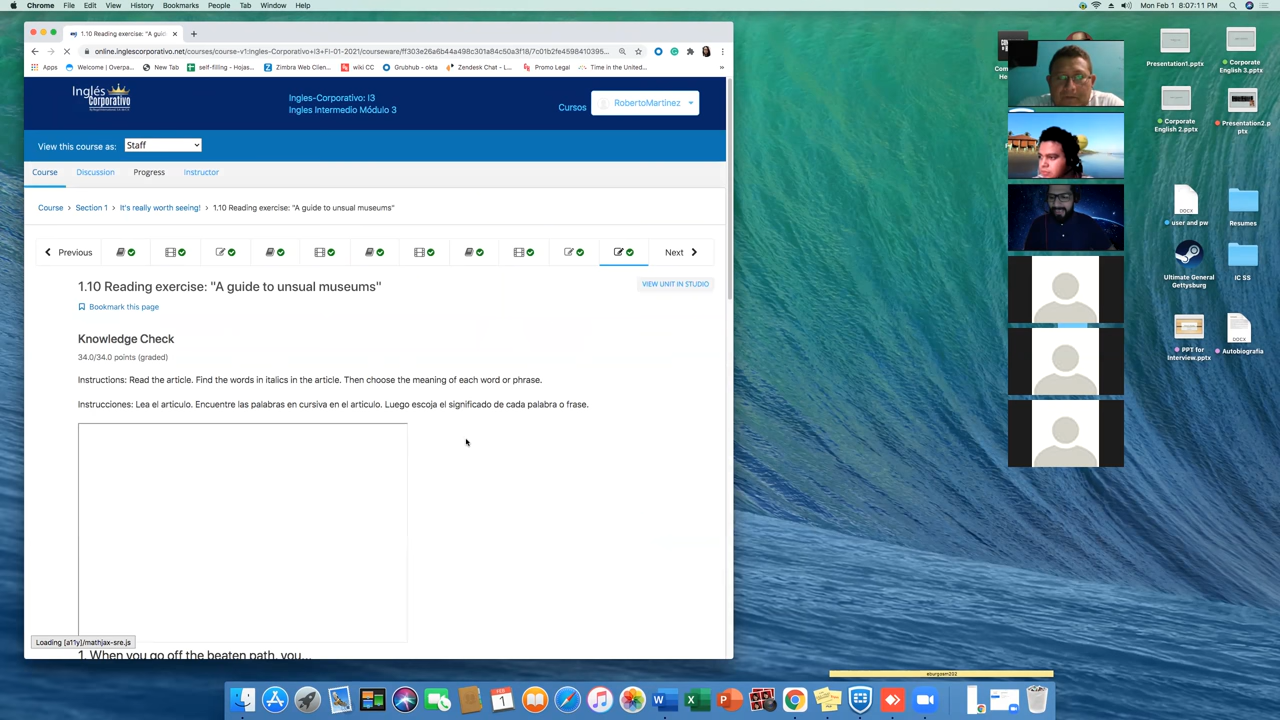 Chrome File Edit View History Bookmarks People Tab Window Help
Mon Feb 1 8:07:11 PM
1.10 Reading exercise: "A guid
online.inglescorporativo.net/courses/course-v1:Ingles-Corporativo+I3+FI-01-2021/courseware/ff303e26a6b44a498c301a84c50a3f18/7c01b2fe4598410395...
Apps Welcome | Overpa... New Tab self-filling - Hojas... Zimbra Web Clien... wiki CC Grubhub - okta Zendesk Chat - L... Promo Legal Time in the United... »
Inglés
Corporativo
Ingles-Corporativo: I3
Ingles Intermedio Módulo 3
Cursos
RobertoMartinez
View this course as:
Staff
Course Discussion Progress Instructor
Course > Section 1 > It's really worth seeing! > 1.10 Reading exercise: "A guide to unsual museums"
Previous
Next
1.10 Reading exercise: "A guide to unsual museums"
VIEW UNIT IN STUDIO
Bookmark this page
Knowledge Check
34.0/34.0 points (graded)
Instructions: Read the article. Find the words in italics in the article. Then choose the meaning of each word or phrase.
Instrucciones: Lea el articulo. Encuentre las palabras en cursiva en el artículo. Luego escoja el significado de cada palabra o frase.
Loading [a11y]/mathjax-sre.js
1. When you go off the beaten path, you...
Presentation1.pptx
Corporate
English 3.pptx
Corporate
English 2.pptx
Presentation2.p
ptx
DOCX
user and pw
Resumes
Ultimate General
Gettysburg
IC SS
PPT for
Interview.pptx
DOCX
Autobiografia
eburgosm202
FEB
1